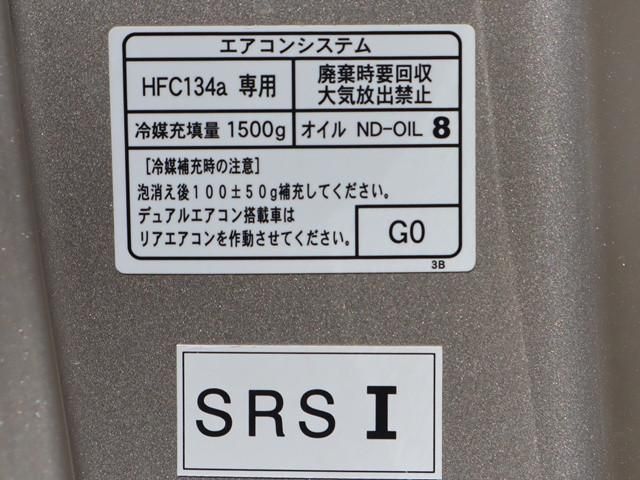 エアコンシステム
HFC134a 専用
廃棄時要回収
大気放出禁止
冷媒充填量 1500g
オイル ND-OIL 8
[冷媒補充時の注意]
泡消え後100±50g補充してください。
デュアルエアコン搭載車は
リアエアコンを作動させてください。
G0
3B
SRS I